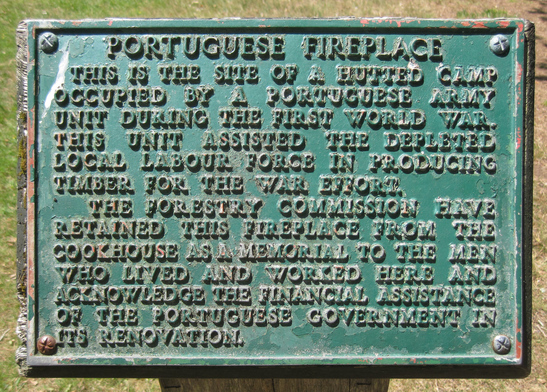 PORTUGUESE FIREPLACE
THIS IS THE SITE OF A HUTTED CAMP
OCCUPIED BY A PORTUGUESE ARMY
UNIT DURING THE FIRST WORLD WAR.
THIS UNIT ASSISTED THE DEPLETED
LOCAL LABOUR FORCE IN PRODUCING
TIMBER FOR THE WAR EFFORT.
THE FORESTRY COMMISSION HAVE
RETAINED THIS FIREPLACE FROM THE
COOKHOUSE AS A MEMORIAL TO THE MEN
WHO LIVED AND WORKED HERE AND
ACKNOWLEDGE THE FINANCIAL ASSISTANCE
OF THE PORTUGUESE GOVERNMENT IN
ITS RENOVATION.